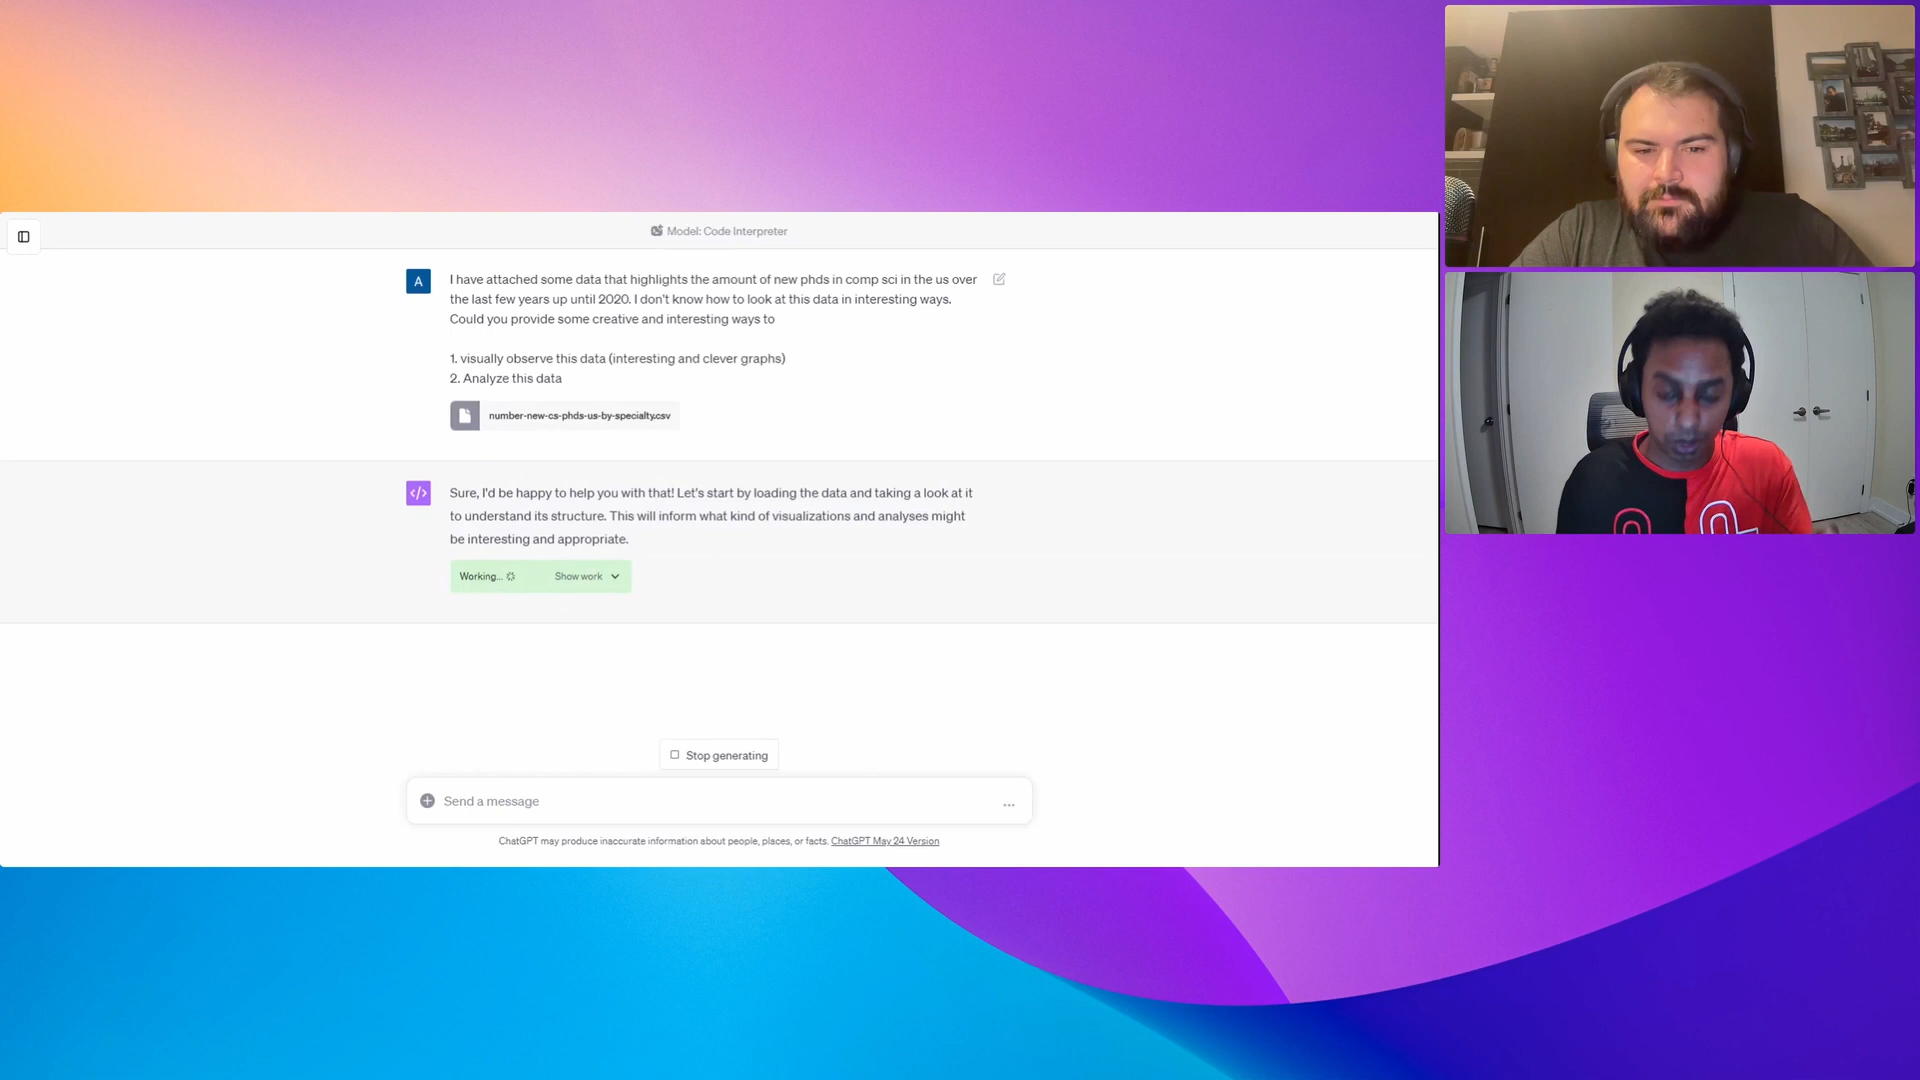 Model: Code Interpreter
A
I have attached some data that highlights the amount of new phds in comp sci in the us over
the last few years up until 2020. I don't know how to look at this data in interesting ways.
Could you provide some creative and interesting ways to
1. visually observe this data (interesting and clever graphs)
2. Analyze this data
number-new-cs-phds-us-by-specialty.csv
</>
Sure, I'd be happy to help you with that! Let's start by loading the data and taking a look at it
to understand its structure. This will inform what kind of visualizations and analyses might
be interesting and appropriate.
Working... Show work
Stop generating
Send a message
...
ChatGPT may produce inaccurate information about people, places, or facts. ChatGPT May 24 Version